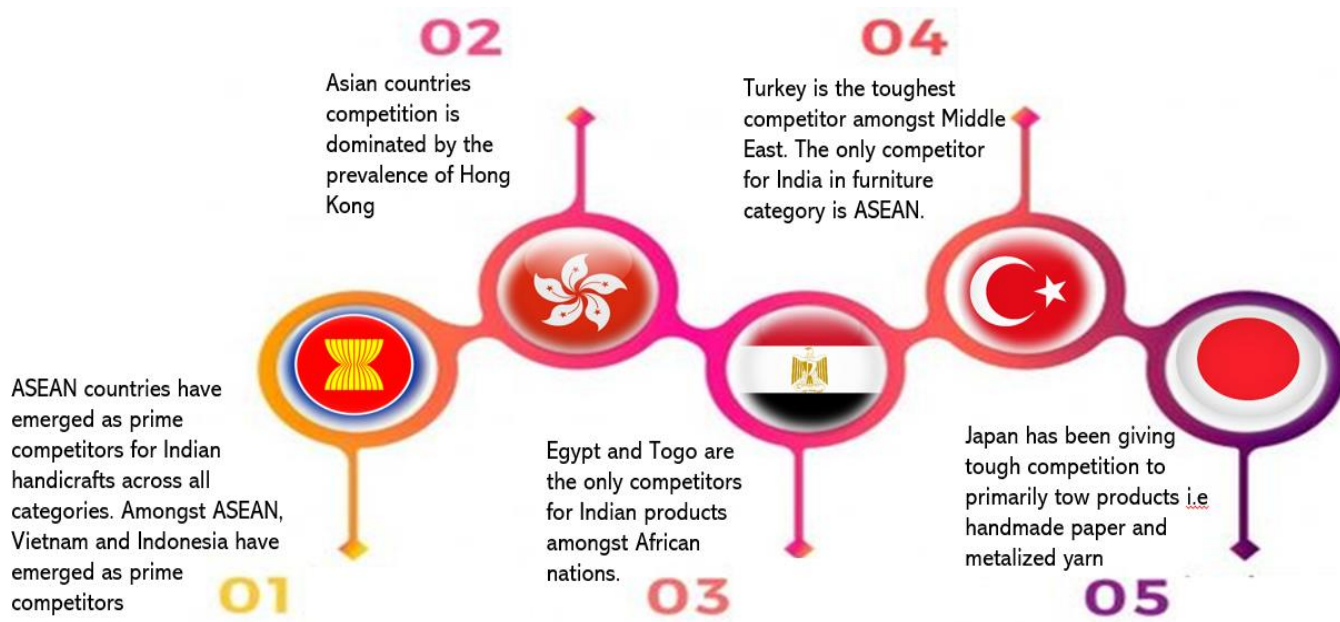 01
ASEAN countries have
emerged as prime
competitors for Indian
handicrafts across all
categories. Amongst ASEAN,
Vietnam and Indonesia have
emerged as prime
competitors
02
Asian countries
competition is
dominated by the
prevalence of Hong
Kong
03
Egypt and Togo are
the only competitors
for Indian products
amongst African
nations.
04
Turkey is the toughest
competitor amongst Middle
East. The only competitor
for India in furniture
category is ASEAN.
05
Japan has been giving
tough competition to
primarily tow products i.e
handmade paper and
metalized yarn